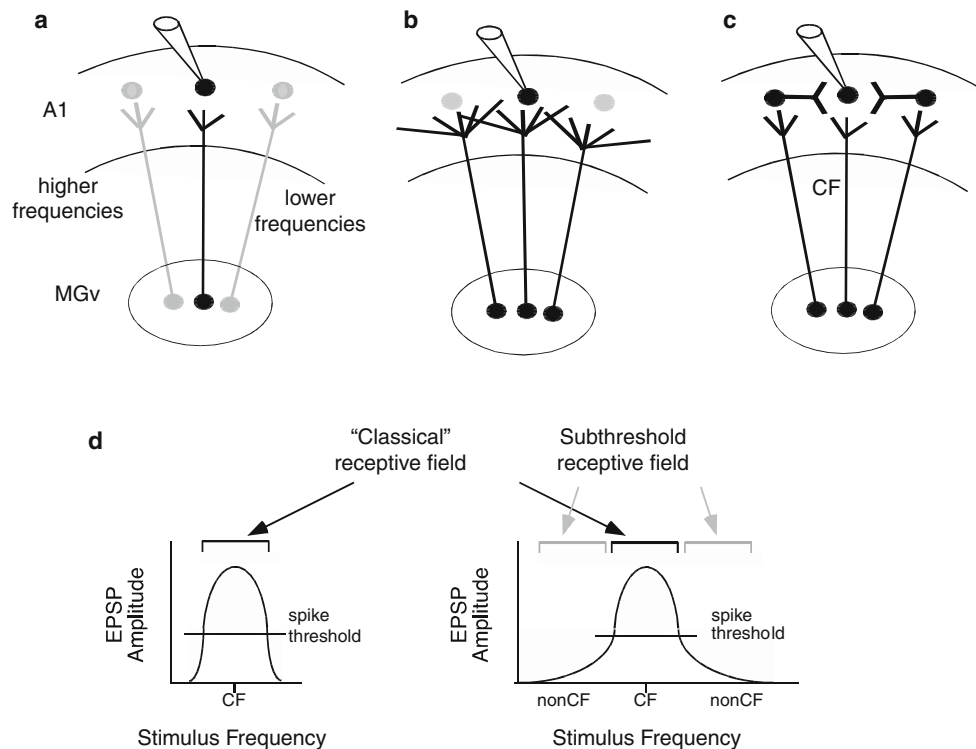 a
b
c
A1
higher
frequencies
lower
frequencies
CF
MGv
d
“Classical”
receptive field
Subthreshold
receptive field
EPSP
Amplitude
spike
threshold
CF
Stimulus Frequency
EPSP
Amplitude
spike
threshold
nonCF
CF
nonCF
Stimulus Frequency